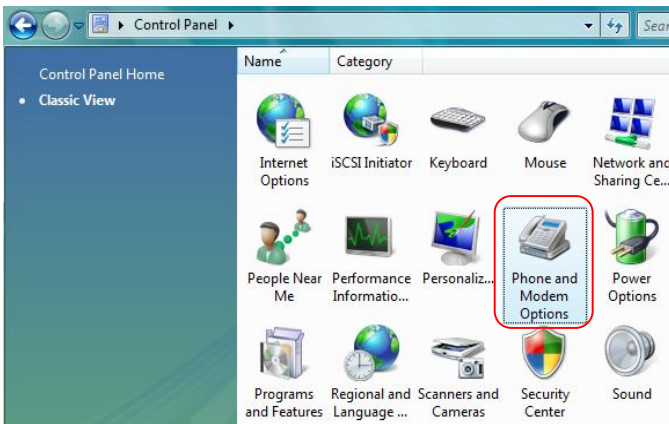 Control Panel
Sear
Control Panel Home
Classic View
Name Category
Internet Options
iSCSI Initiator
Keyboard
Mouse
Network and Sharing Ce...
People Near Me
Performance Informatio...
Personaliz...
Phone and Modem Options
Power Options
Programs and Features
Regional and Language ...
Scanners and Cameras
Security Center
Sound